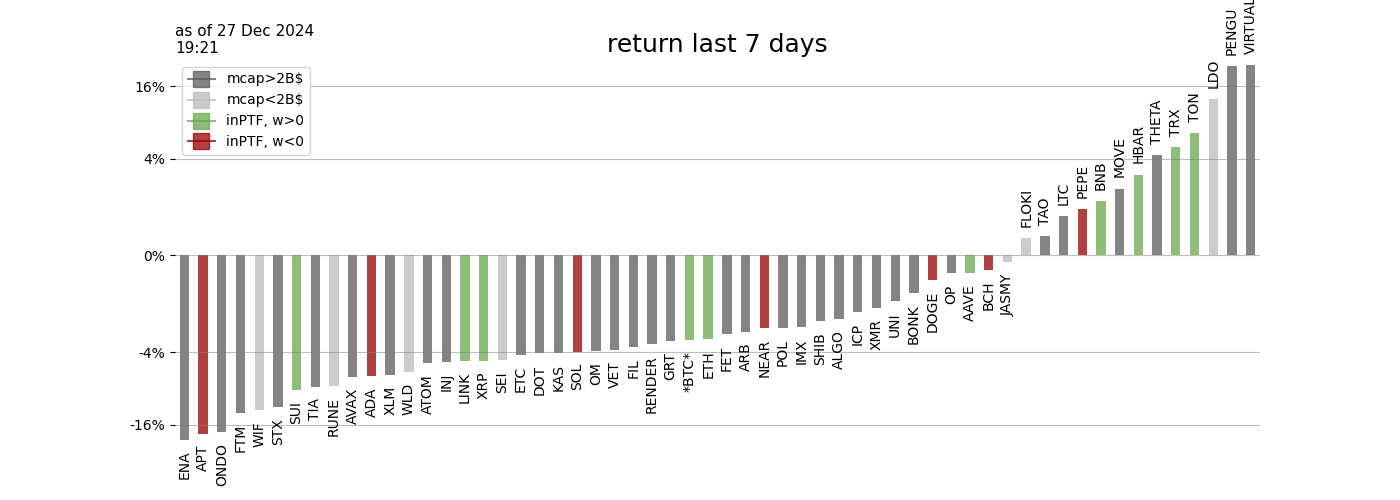 as of 27 Dec 2024
19:21
return last 7 days
mcap>2B$
mcap<2B$
inPTF, w>0
inPTF, w<0
16%
4%
0%
-4%
-16%
ENA
APT
ONDO
FTM
WIF
STX
SUI
TIA
RUNE
AVAX
ADA
XLM
WLD
ATOM
INJ
LINK
XRP
SEI
ETC
DOT
KAS
SOL
OM
VET
FIL
RENDER
GRT
*BTC*
ETH
FET
ARB
NEAR
POL
IMX
SHIB
ALGO
ICP
XMR
UNI
BONK
DOGE
OP
AAVE
BCH
JASMY
FLOKI
TAO
LTC
PEPE
BNB
MOVE
HBAR
THETA
TRX
TON
LDO
PENGU
VIRTUAL